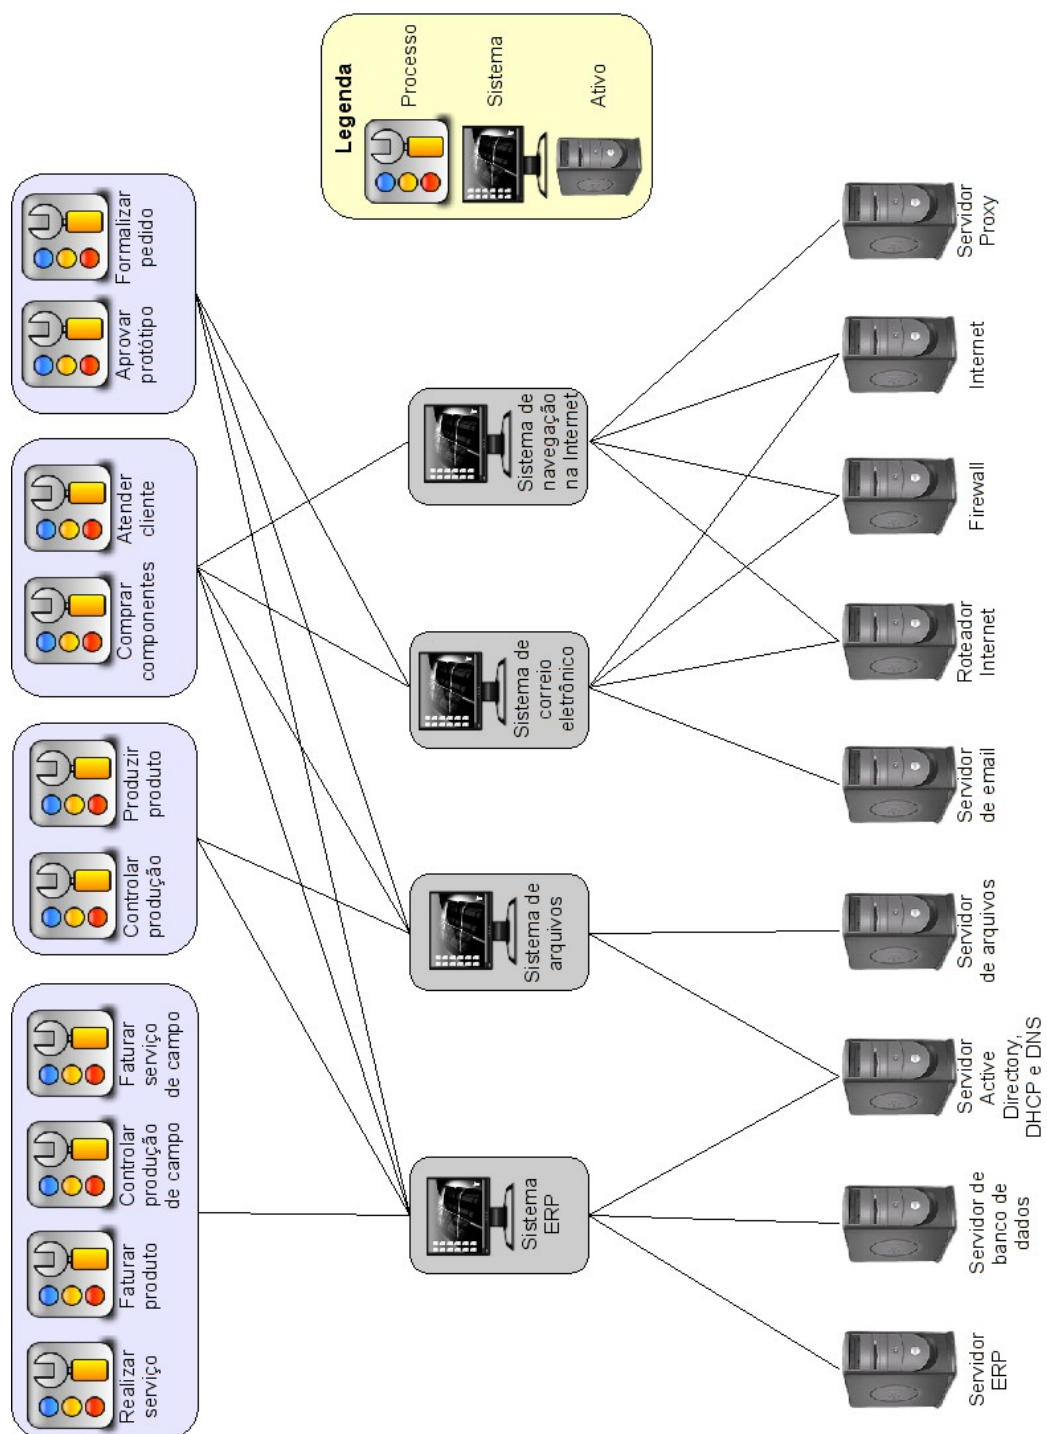 Legenda
Processo
Sistema
Ativo
Realizar
serviço
Faturar
produto
Controlar
produção
de campo
Faturar
serviço
de campo
Controlar
produção
Produzir
produto
Comprar
componentes
Atender
cliente
Aprovar
protótipo
Formalizar
pedido
Sistema
ERP
Sistema de
arquivos
Sistema de
correio
eletrônico
Sistema de
navegação
na Internet
Servidor
ERP
Servidor de
banco de
dados
Servidor
Active
Directory,
DHCP e DNS
Servidor
de arquivos
Servidor
de email
Roteador
Internet
Firewall
Internet
Servidor
Proxy